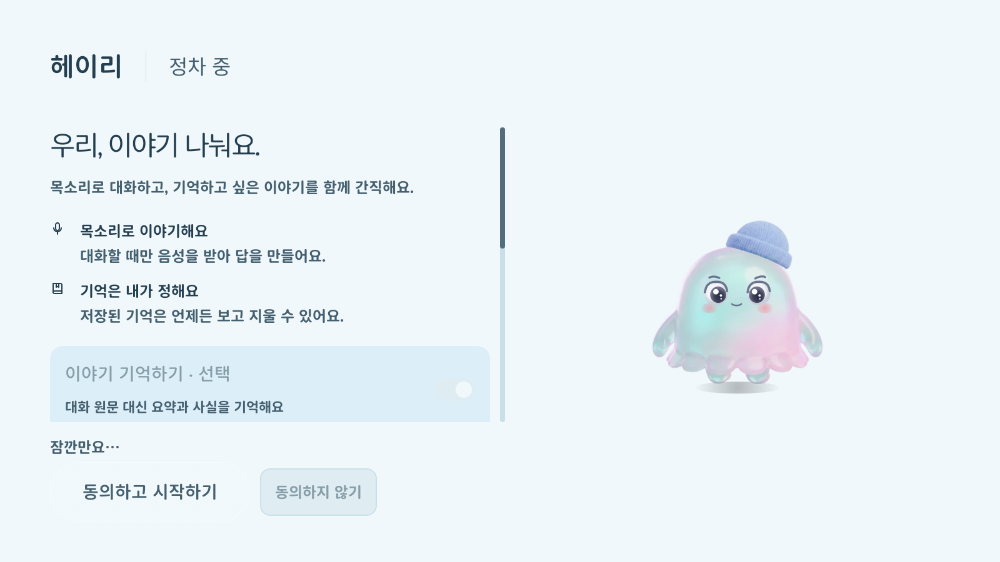 헤이리
정차 중
우리, 이야기 나눠요.
목소리로 대화하고, 기억하고 싶은 이야기를 함께 간직해요.
목소리로 이야기해요
대화할 때만 음성을 받아 답을 만들어요.
기억은 내가 정해요
저장된 기억은 언제든 보고 지울 수 있어요.
이야기 기억하기 · 선택
대화 원문 대신 요약과 사실을 기억해요
잠깐만요…
동의하고 시작하기
동의하지 않기